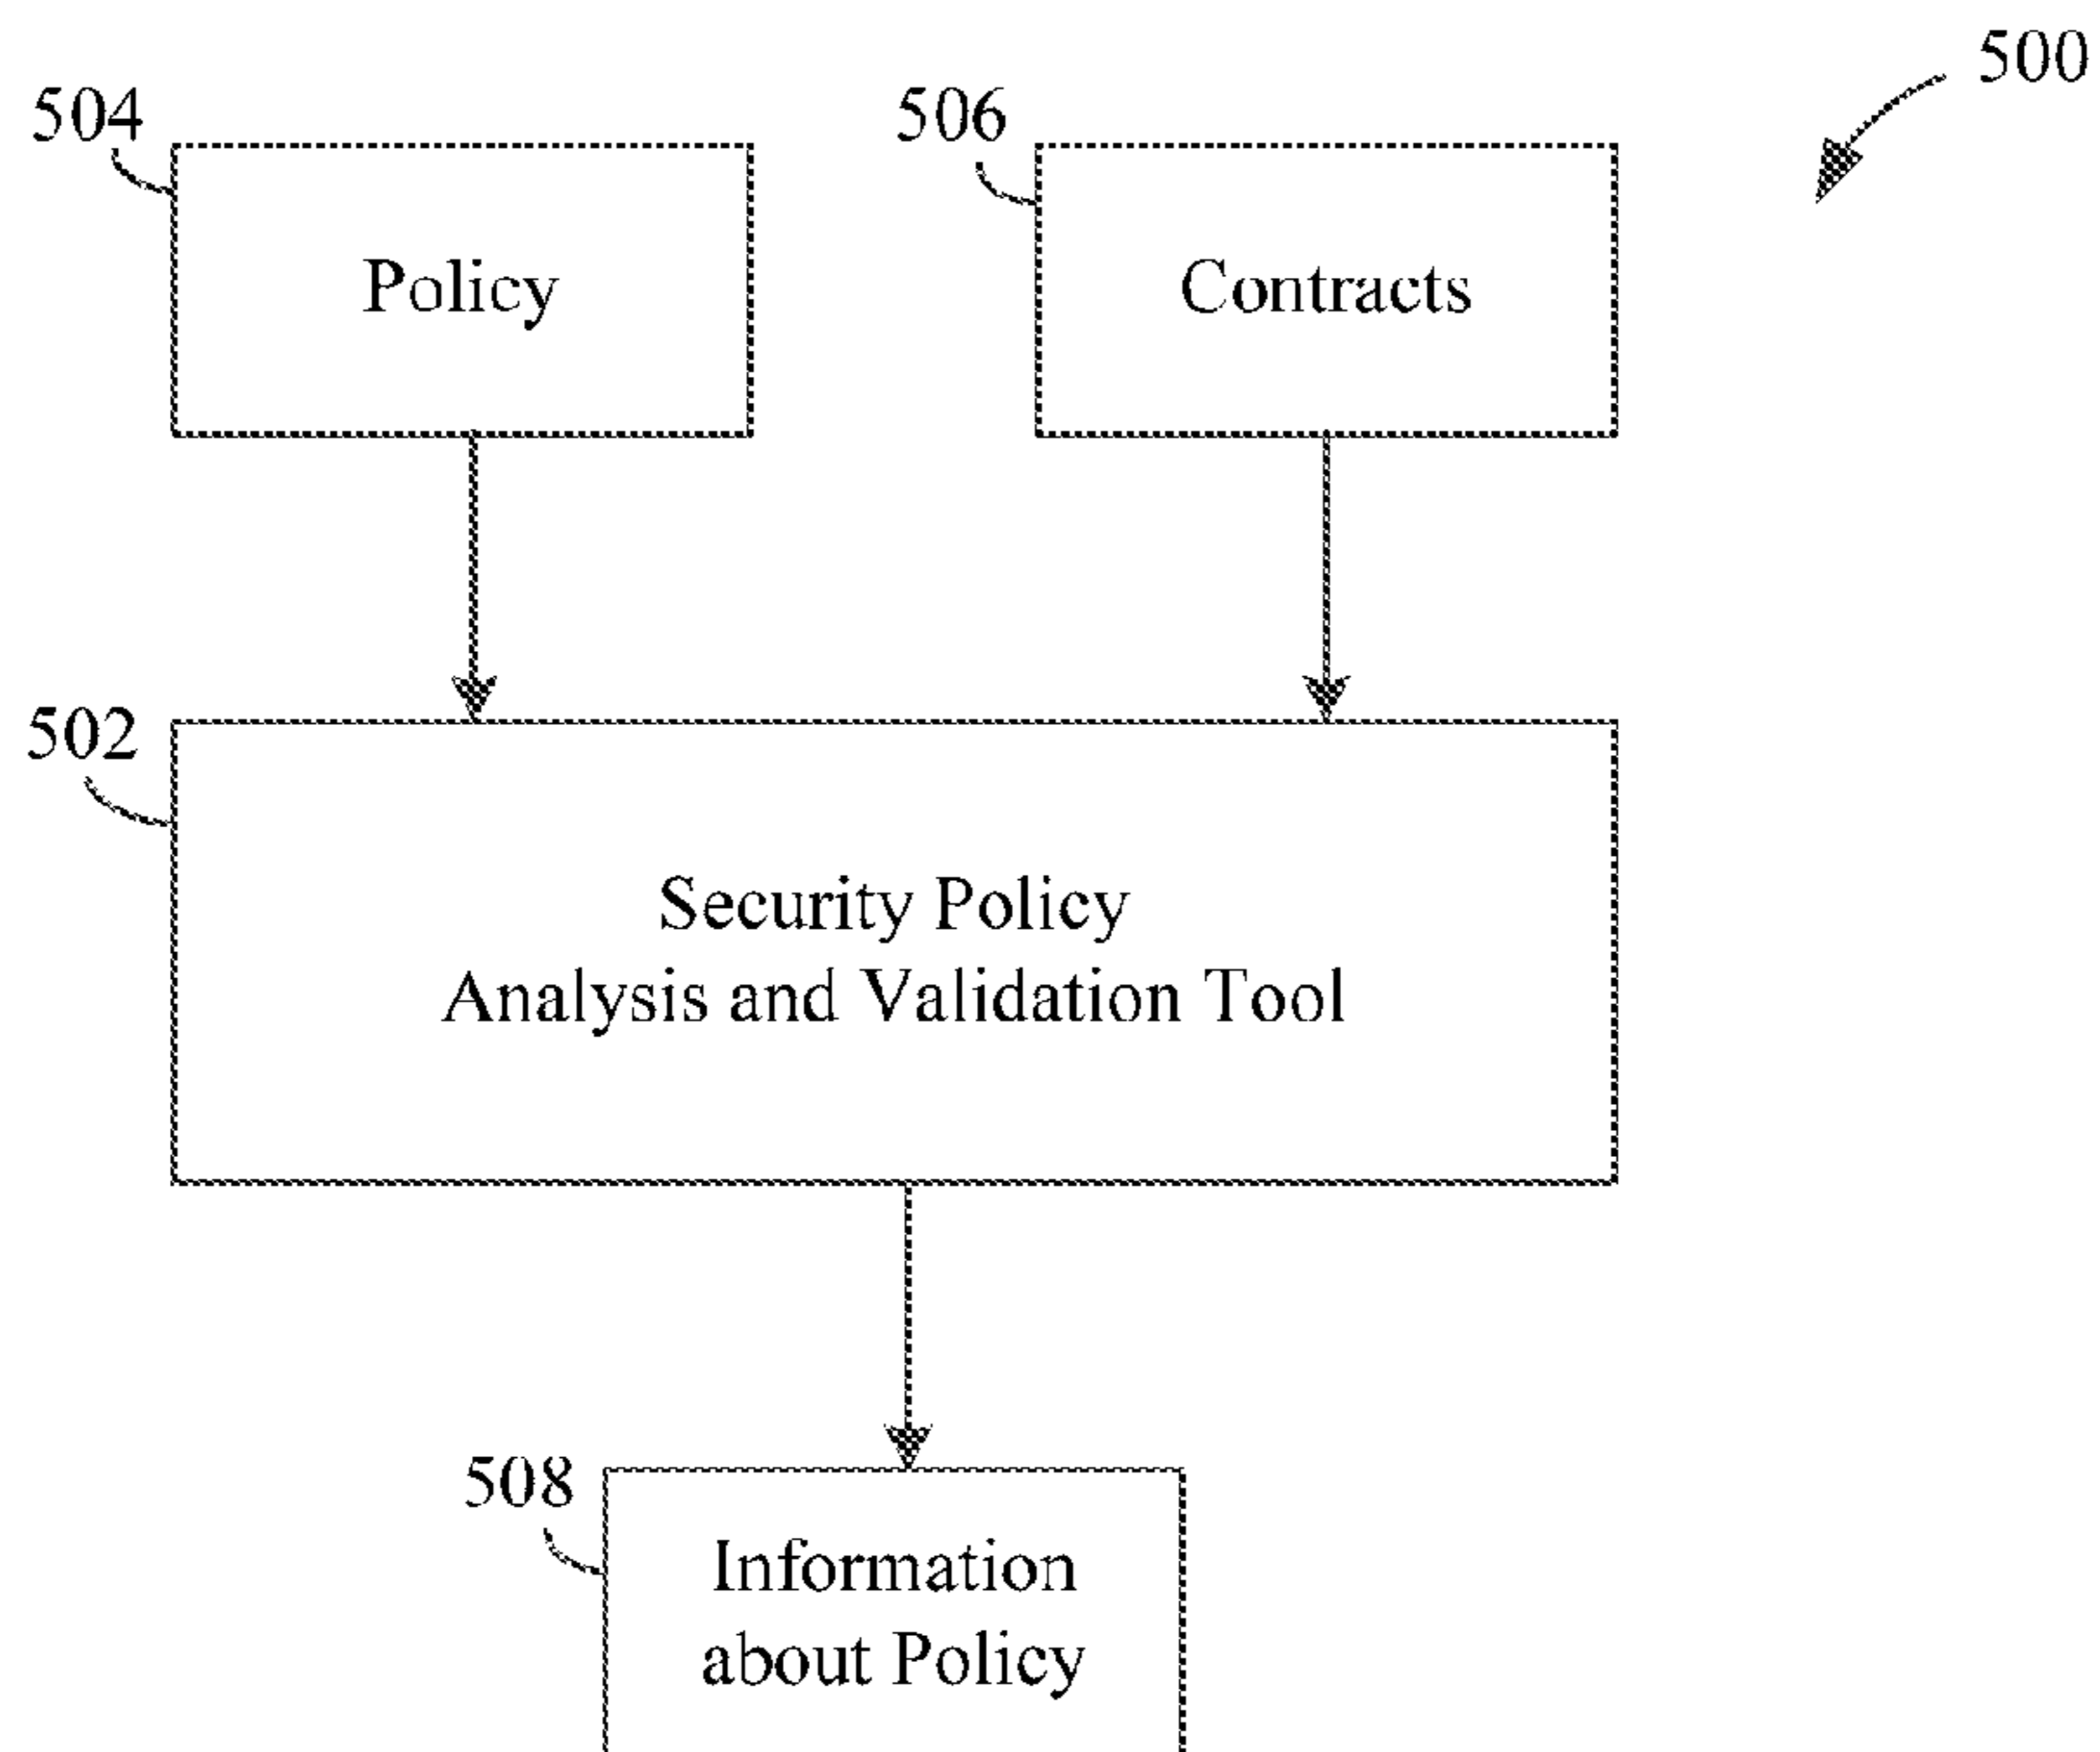 500
504
506
Policy
Contracts
502
Security Policy
Analysis and Validation Tool
508
Information
about Policy